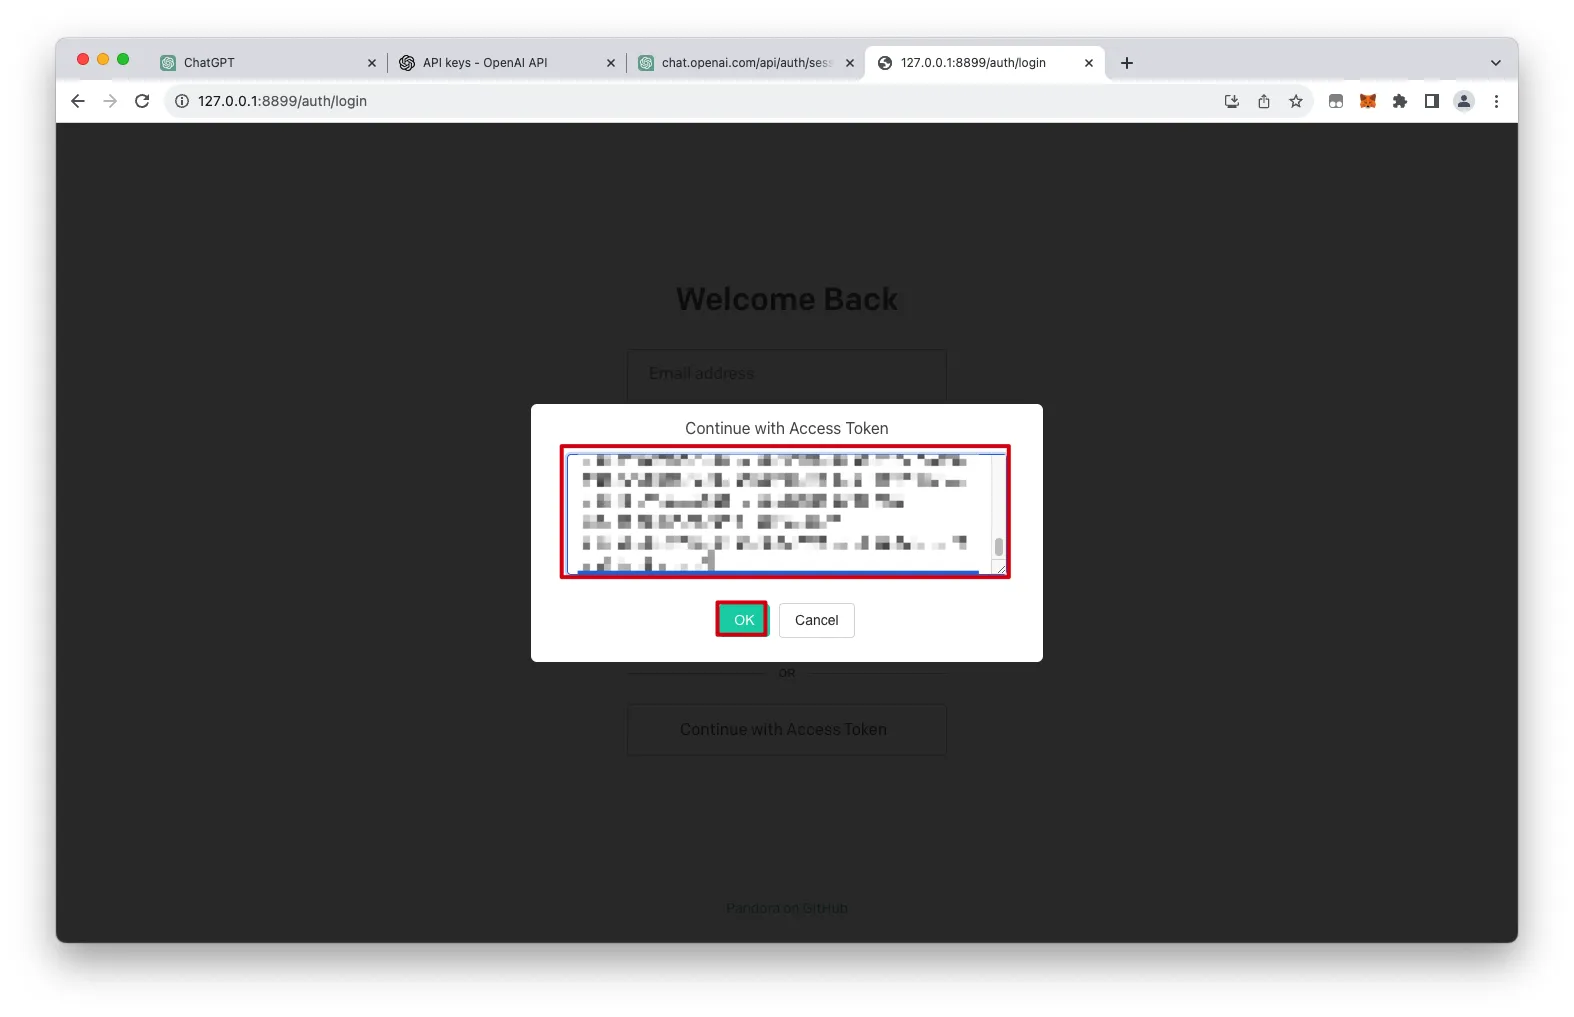 ChatGPT
API keys - OpenAI API
chat.openai.com/api/auth/sess
127.0.0.1:8899/auth/login
127.0.0.1:8899/auth/login
Welcome Back
Email address
Continue with Access Token
OK
Cancel
OR
Continue with Access Token
Pandora on GitHub